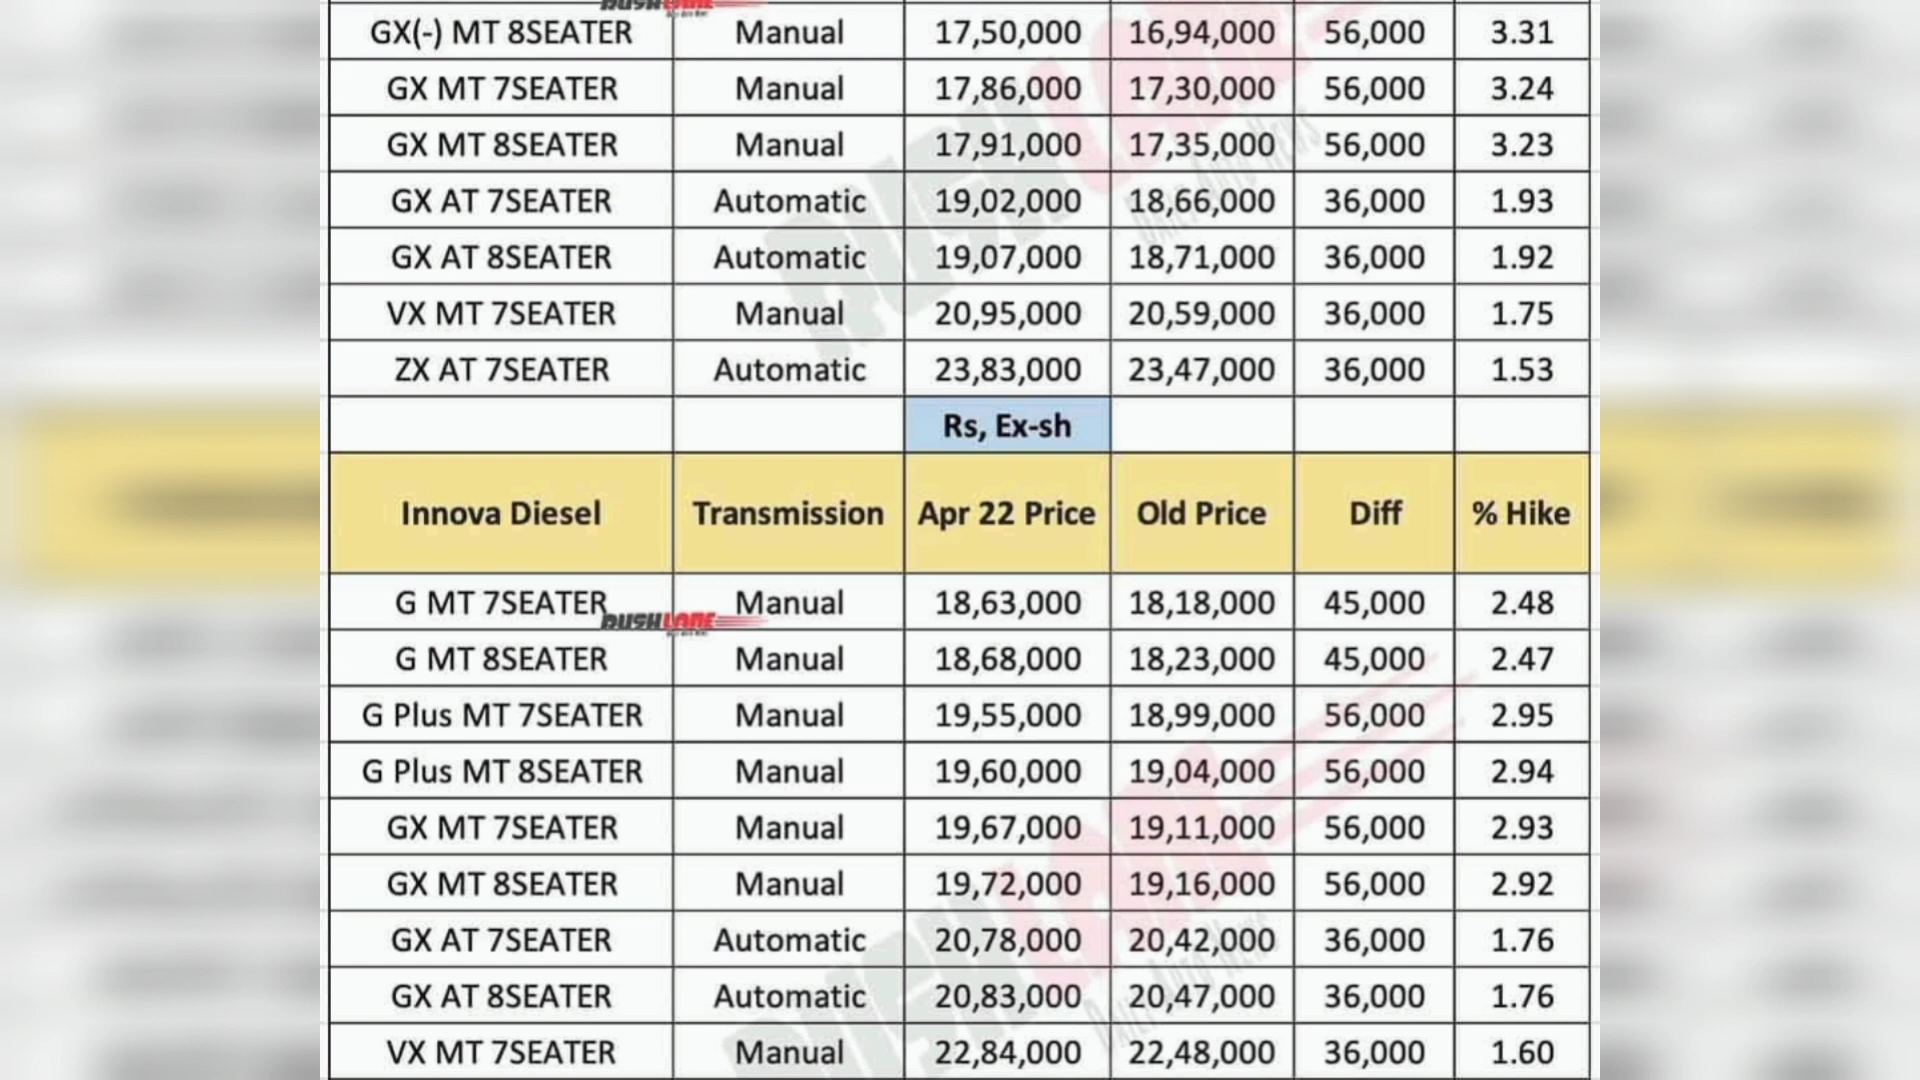 RUSHLANE
GX(-) MT 8SEATER Manual 17,50,000 16,94,000 56,000 3.31
GX MT 7SEATER Manual 17,86,000 17,30,000 56,000 3.24
GX MT 8SEATER Manual 17,91,000 17,35,000 56,000 3.23
GX AT 7SEATER Automatic 19,02,000 18,66,000 36,000 1.93
GX AT 8SEATER Automatic 19,07,000 18,71,000 36,000 1.92
VX MT 7SEATER Manual 20,95,000 20,59,000 36,000 1.75
ZX AT 7SEATER Automatic 23,83,000 23,47,000 36,000 1.53
Rs, Ex-sh
Innova Diesel Transmission Apr 22 Price Old Price Diff % Hike
G MT 7SEATER Manual 18,63,000 18,18,000 45,000 2.48
RUSHLANE
G MT 8SEATER Manual 18,68,000 18,23,000 45,000 2.47
G Plus MT 7SEATER Manual 19,55,000 18,99,000 56,000 2.95
G Plus MT 8SEATER Manual 19,60,000 19,04,000 56,000 2.94
GX MT 7SEATER Manual 19,67,000 19,11,000 56,000 2.93
GX MT 8SEATER Manual 19,72,000 19,16,000 56,000 2.92
GX AT 7SEATER Automatic 20,78,000 20,42,000 36,000 1.76
GX AT 8SEATER Automatic 20,83,000 20,47,000 36,000 1.76
VX MT 7SEATER Manual 22,84,000 22,48,000 36,000 1.60
RUSHLANE
Daily Auto News
RUSHLANE
Daily Auto News